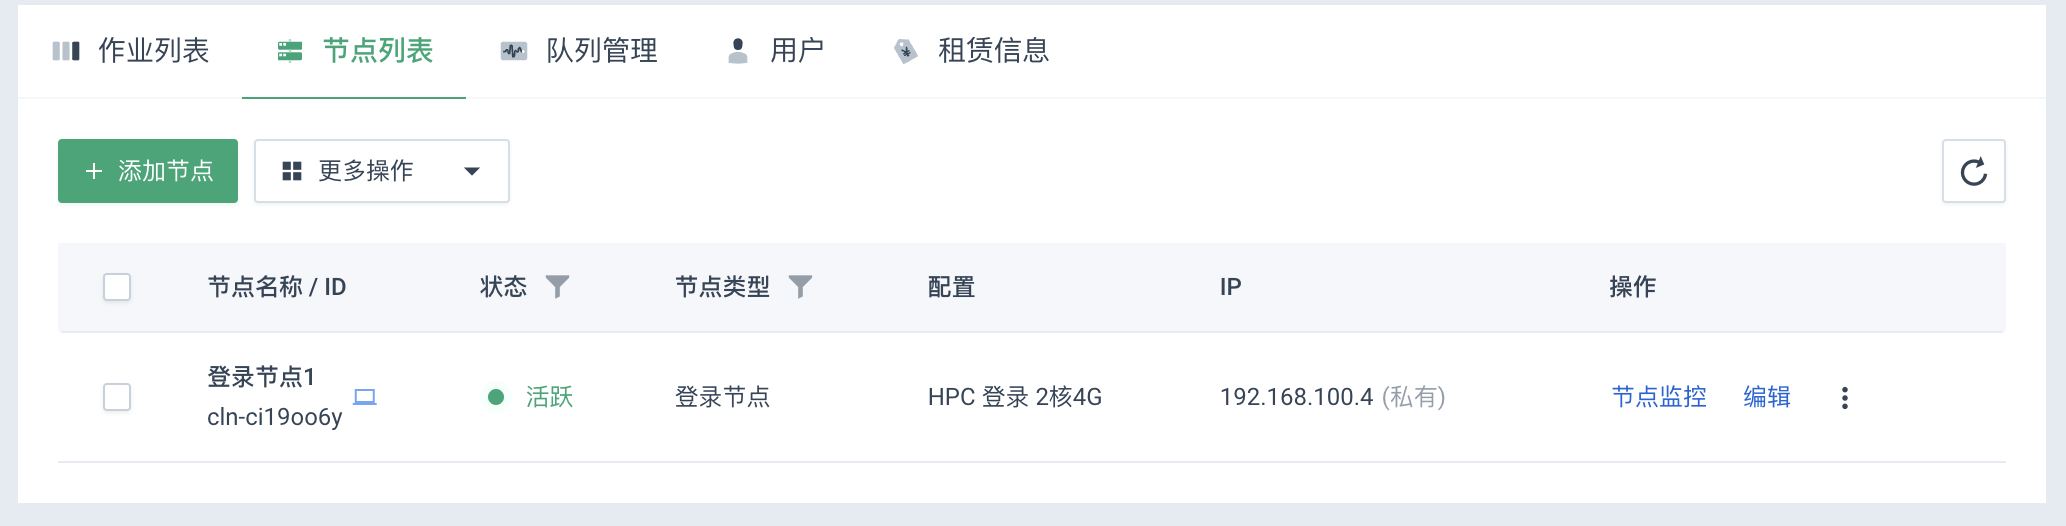 作业列表 节点列表 队列管理 用户 租赁信息
+ 添加节点 更多操作
节点名称 / ID 状态 节点类型 配置 IP 操作
登录节点1
cln-ci19oo6y 活跃 登录节点 HPC 登录 2核4G 192.168.100.4 (私有) 节点监控 编辑